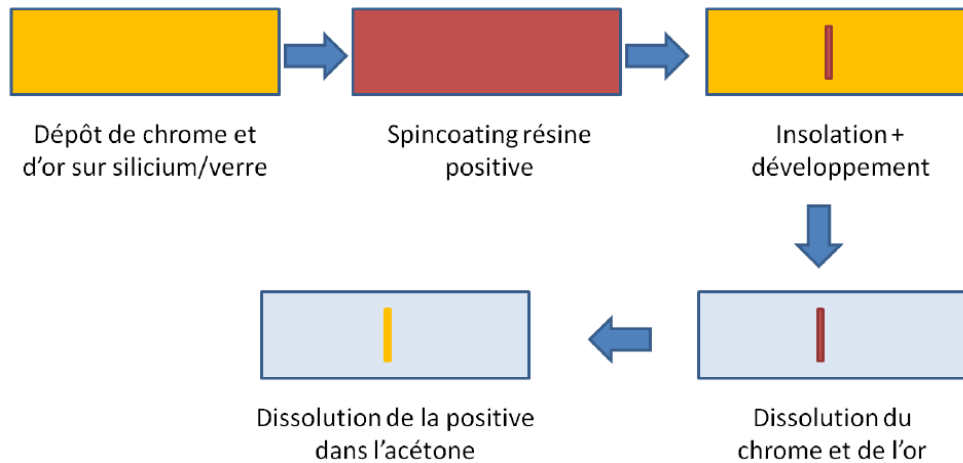 Dépôt de chrome et
d'or sur silicium/verre
Spincoating résine
positive
Insolation +
développement
Dissolution de la positive
dans l'acétone
Dissolution du
chrome et de l'or